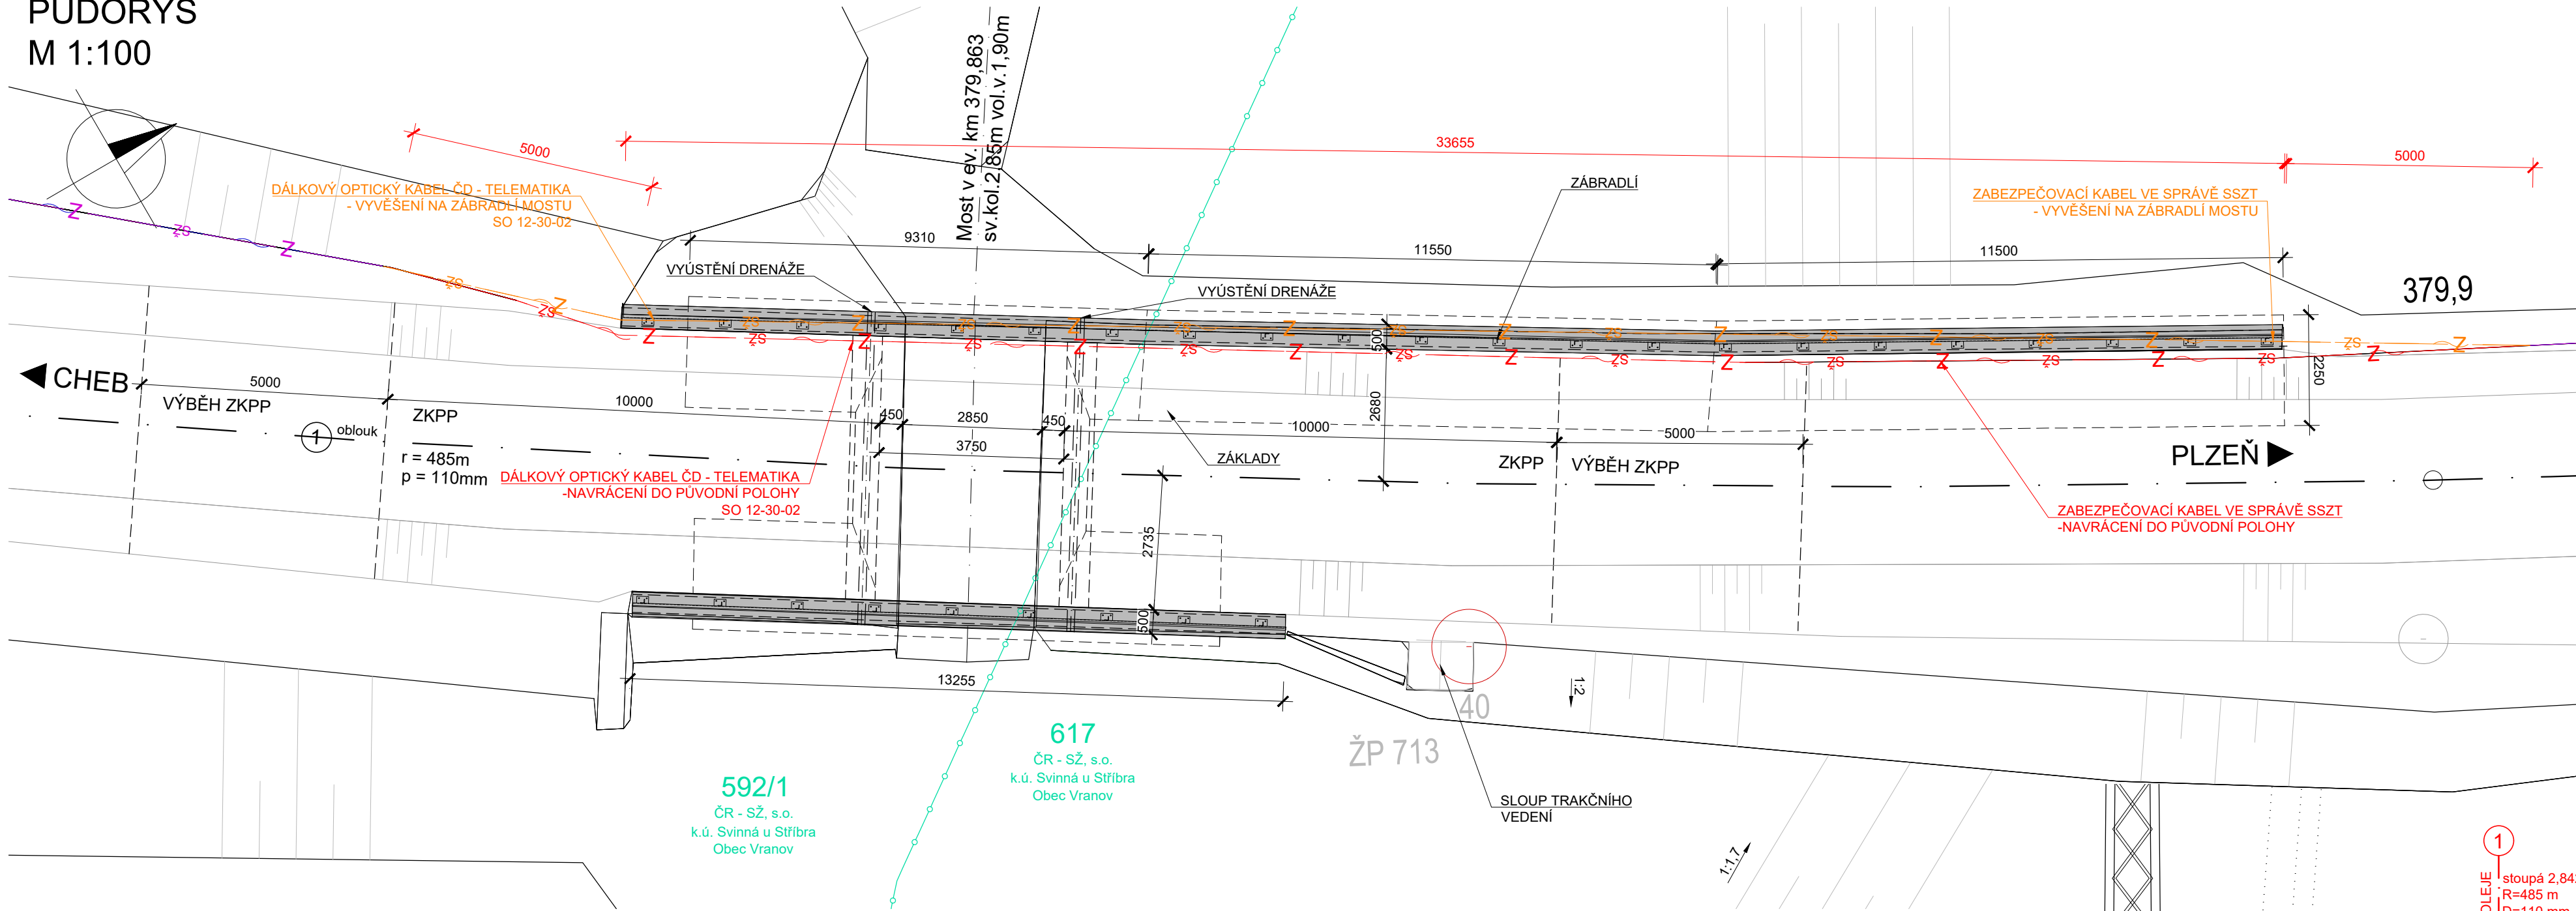 PŮDORYS
M 1:100
Most v ev. km 379,863
sv.kol.2,85m vol.v.1,90m
5000
33655
5000
DÁLKOVÝ OPTICKÝ KABEL ČD - TELEMATIKA
- VYVĚŠENÍ NA ZÁBRADLÍ MOSTU
SO 12-30-02
ZÁBRADLÍ
ZABEZPEČOVACÍ KABEL VE SPRÁVĚ SSZT
- VYVĚŠENÍ NA ZÁBRADLÍ MOSTU
9310
11550
11500
VYÚSTĚNÍ DRENÁŽE
VYÚSTĚNÍ DRENÁŽE
379,9
500
2680
2250
CHEB
5000
VÝBĚH ZKPP
10000
ZKPP
450
2850
450
3750
10000
5000
ZKPP
VÝBĚH ZKPP
PLZEŇ
1
oblouk
r = 485m
p = 110mm
DÁLKOVÝ OPTICKÝ KABEL ČD - TELEMATIKA
-NAVRÁCENÍ DO PŮVODNÍ POLOHY
SO 12-30-02
ZÁKLADY
ZABEZPEČOVACÍ KABEL VE SPRÁVĚ SSZT
-NAVRÁCENÍ DO PŮVODNÍ POLOHY
2735
500
13255
1:2
40
ŽP 713
617
ČR - SŽ, s.o.
k.ú. Svinná u Stříbra
Obec Vranov
592/1
ČR - SŽ, s.o.
k.ú. Svinná u Stříbra
Obec Vranov
SLOUP TRAKČNÍHO
VEDENÍ
1:1,7
1
stoupá
R=485 m
D=110 mm